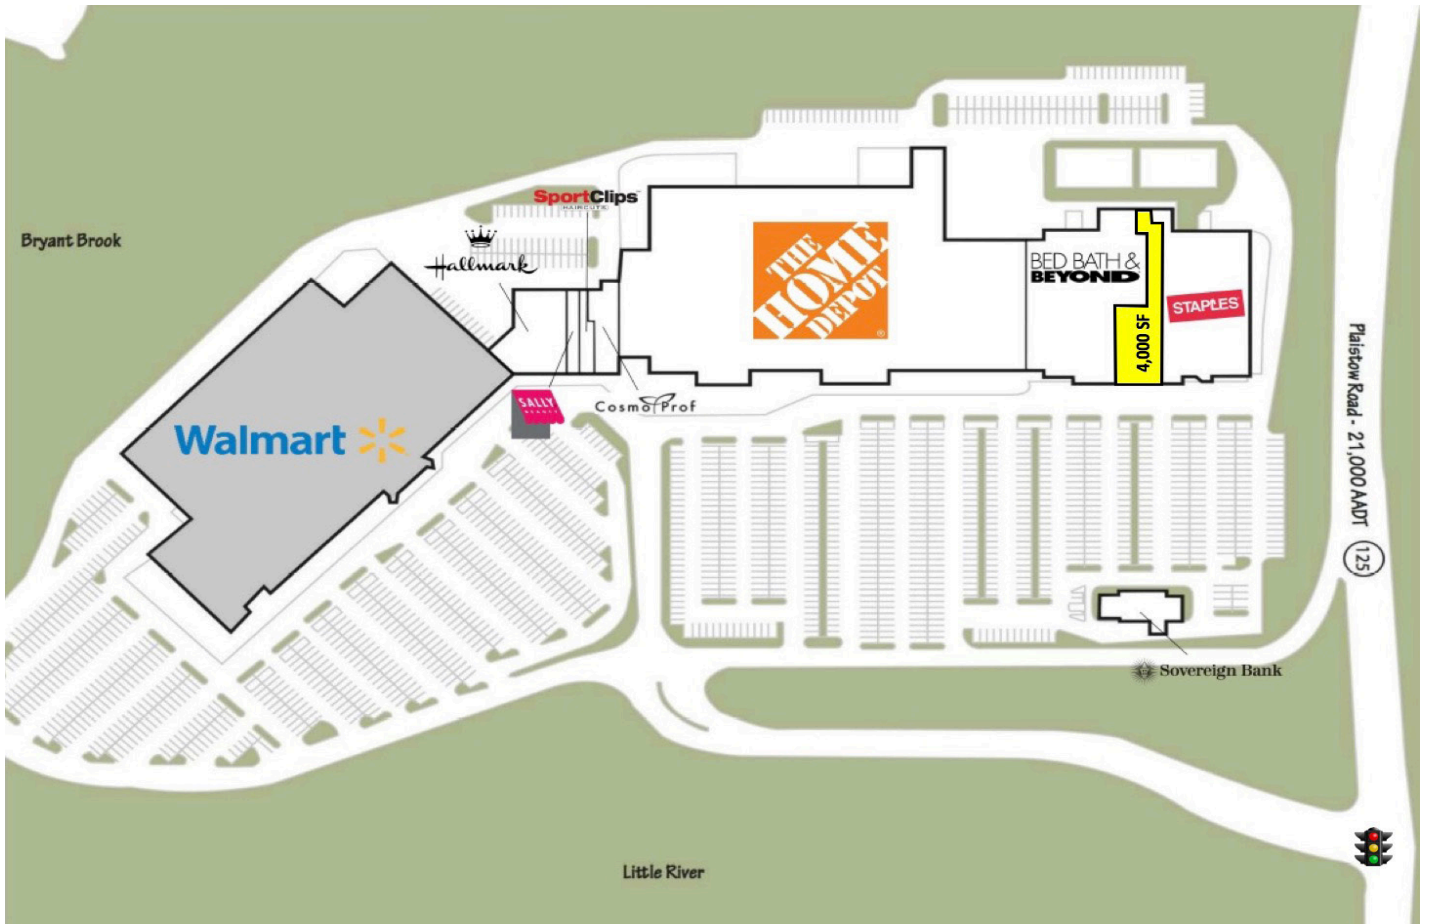 SportClips
HAIRCUTS
Bryant Brook
Hallmark
THE
HOME
DEPOT
®
BED BATH &
BEYOND
STAPLES
4,000 SF
Plaistow Road - 21,000 AADT
125
SALLY
BEAUTY
CosmoProf
Walmart
Sovereign Bank
Little River